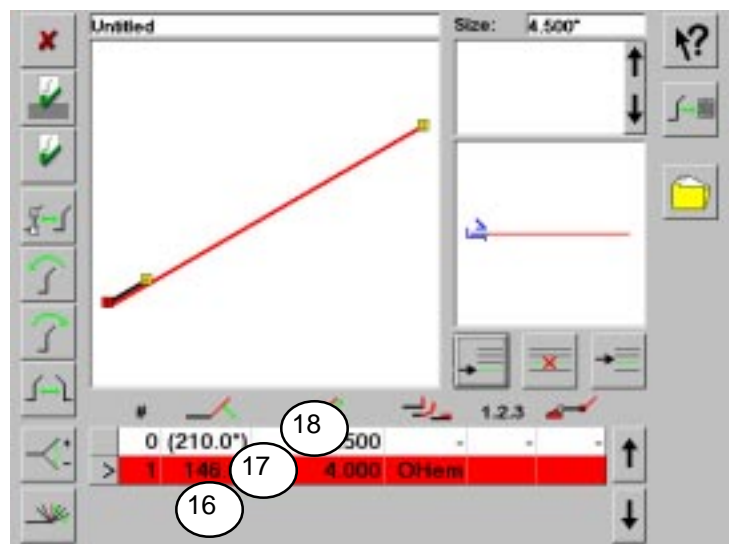 Untitled Size: 4.500"
?
# 1.2.3
0 (210.0°) 500 - - -
> 1 146. 4.000 OHem
18
17
16
+
-